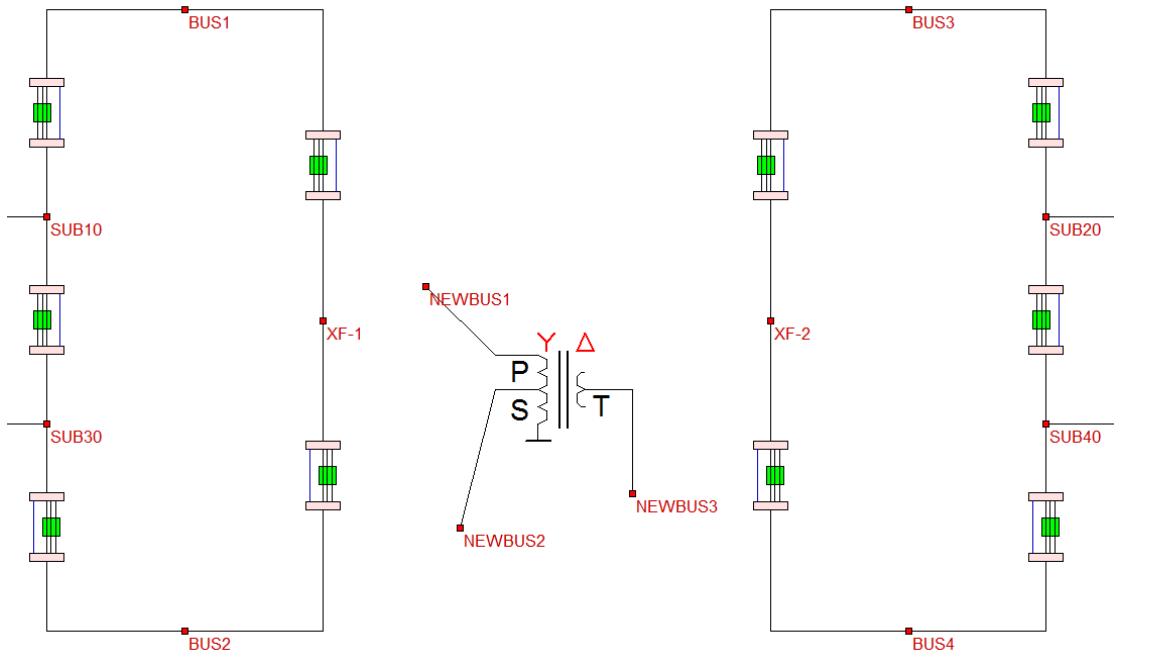 BUS1
BUS3
SUB10
SUB20
NEWBUS1
XF-1
XF-2
Y Δ
P
S
T
SUB30
SUB40
NEWBUS3
NEWBUS2
BUS2
BUS4